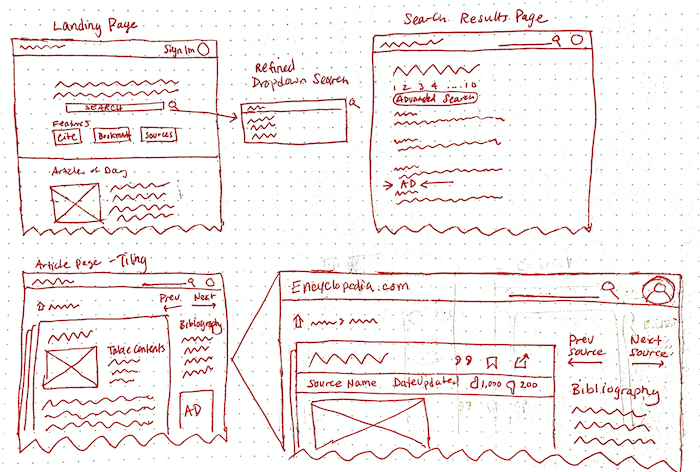 Landing Page
Sign In
SEARCH
Features
Cite
Bookmark
Sources
Article of Day
Refined
Dropdown Search
Search Results Page
1 2 3 4 ....10
Advanced Search
AD
Article page - Tiling
Prev.
Next
Bibliography
Table Contents
AD
Encyclopedia.com
Prev
source
Next
Source
Source Name
Date Updated
1,000
200
Bibliography